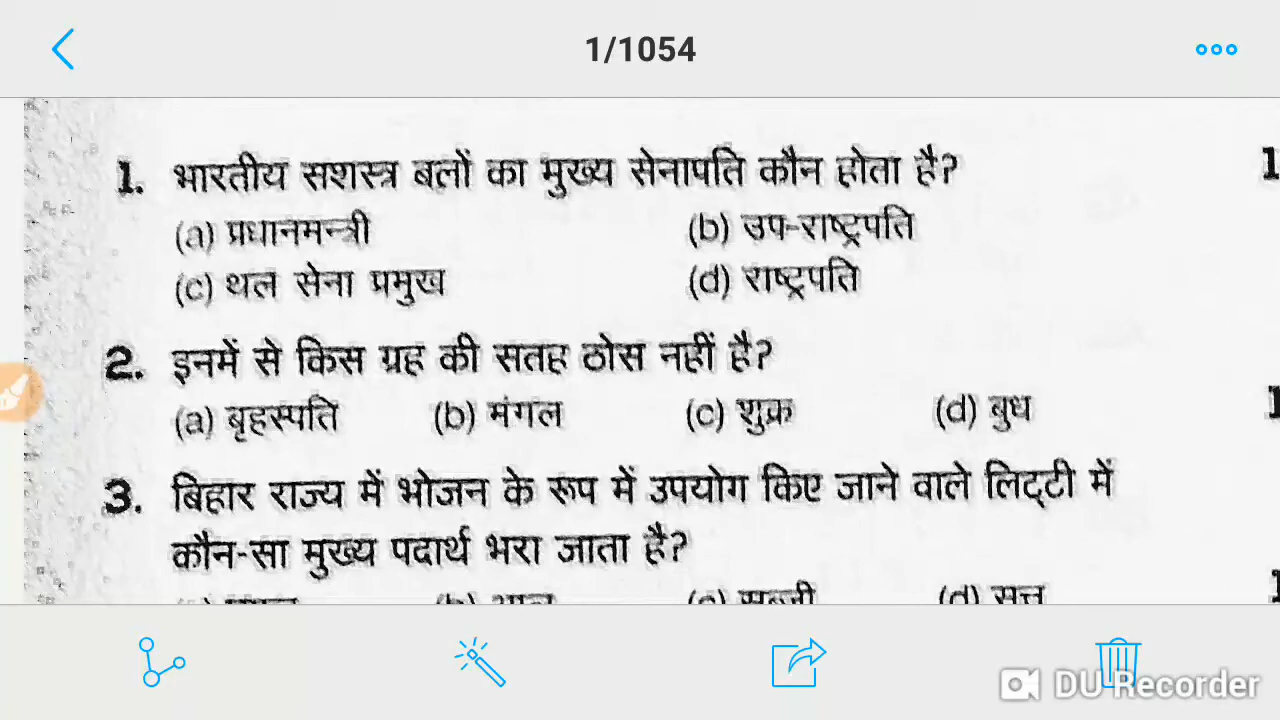 1/1054
1. भारतीय सशस्त्र बलों का मुख्य सेनापति कौन होता है?
(a) प्रधानमन्त्री (b) उप-राष्ट्रपति
(c) थल सेना प्रमुख (d) राष्ट्रपति
2. इनमें से किस ग्रह की सतह ठोस नहीं है?
(a) बृहस्पति (b) मंगल (c) शुक्र (d) बुध
3. बिहार राज्य में भोजन के रूप में उपयोग किए जाने वाले लिट्टी में
कौन-सा मुख्य पदार्थ भरा जाता है?
(c) सब्जी (d) सत्तू
DU Recorder